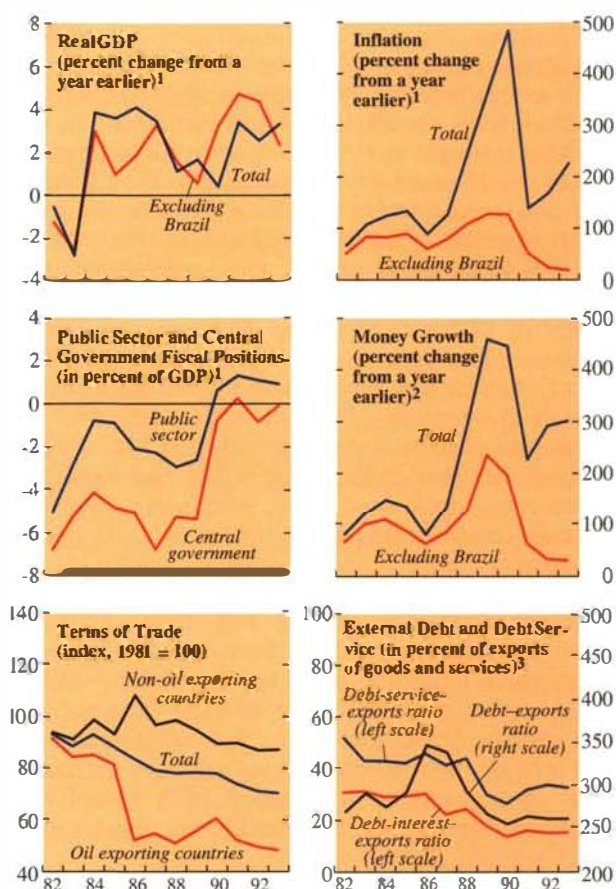 8
6
4
2
0
-2
-4
Real GDP
(percent change from a
year earlier)1
Total
Excluding
Brazil
Inflation
(percent change
from a year
earlier)1
Total
Excluding Brazil
500
400
300
200
100
0
4
2
0
-2
-4
-6
-8
Public Sector and Central
Government Fiscal Positions
(in percent of GDP)1
Public
sector
Central
government
Money Growth
(percent change
from a year
earlier)2
Total
Excluding Brazil
500
400
300
200
100
0
140
120
100
80
60
40
Terms of Trade
(index, 1981 = 100)
Non-oil exporting
countries
Total
Oil exporting countries
82 84 86 88 90 92
100
80
60
40
20
0
External Debt and Debt Ser-
vice (in percent of exports
of goods and services)3
Debt-service-
exports ratio
(left scale)
Debt–exports
ratio
(right scale)
Debt-interest-
exports ratio
(left scale)
500
450
400
350
300
250
200
82 84 86 88 90 92